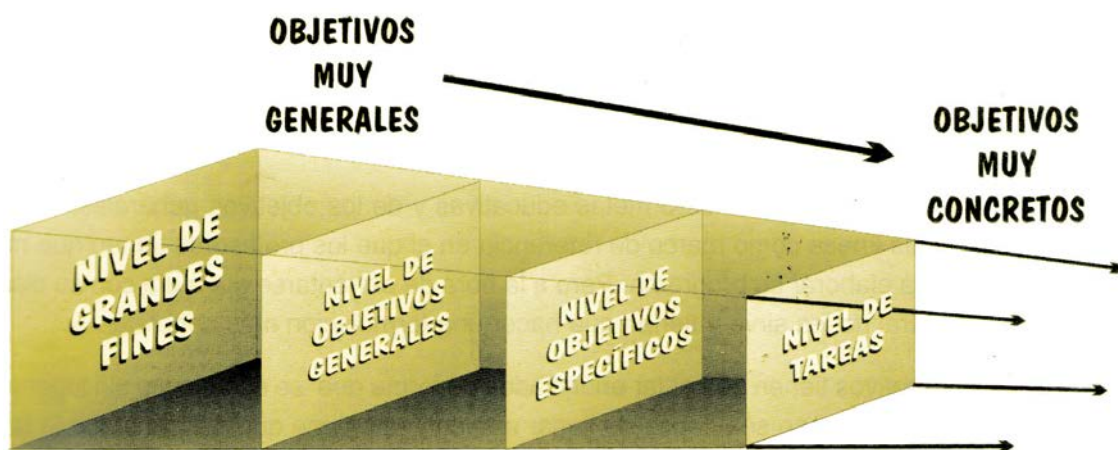 OBJETIVOS
MUY
GENERALES
OBJETIVOS
MUY
CONCRETOS
NIVEL DE
GRANDES
FINES
NIVEL DE
OBJETIVOS
GENERALES
NIVEL DE
OBJETIVOS
ESPECÍFICOS
NIVEL DE
TAREAS